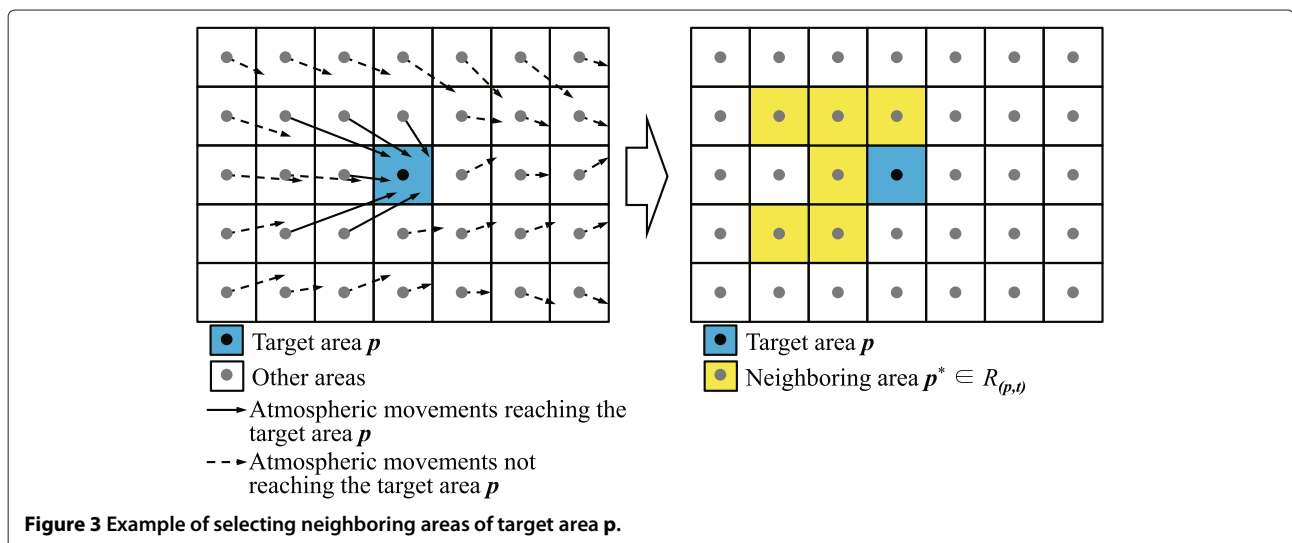 Target area p
Other areas
Atmospheric movements reaching the
target area p
Atmospheric movements not
reaching the target area p
Target area p
Neighboring area p* ∈ R(p,t)
Figure 3 Example of selecting neighboring areas of target area p.